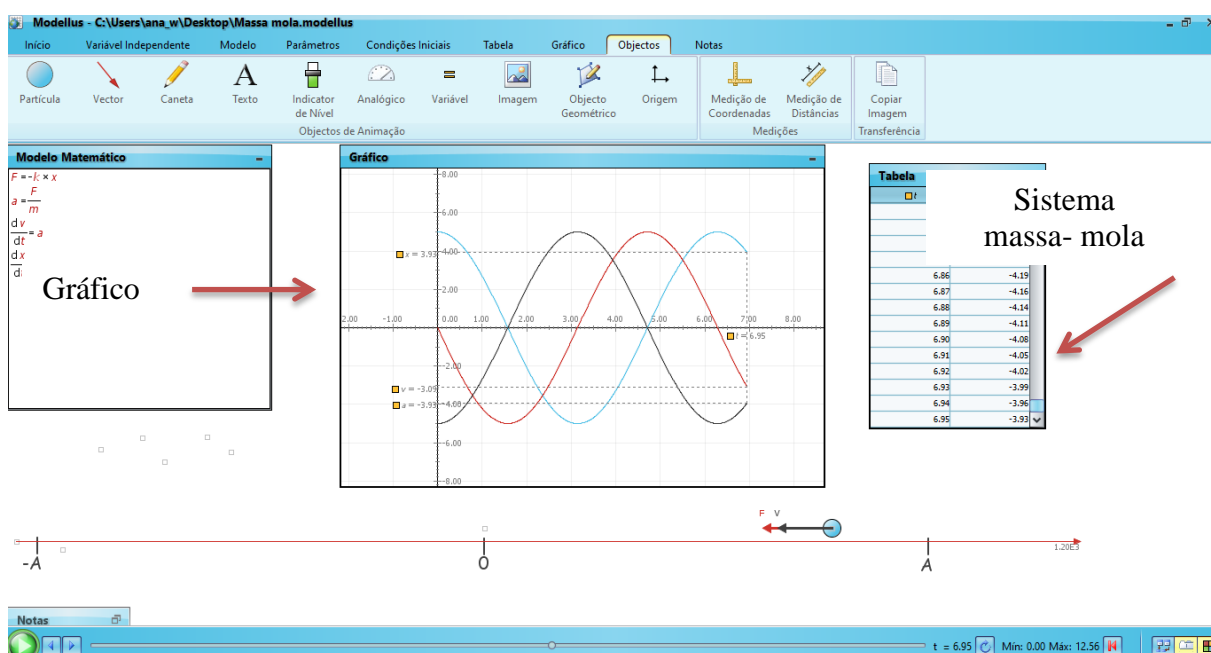 Modellus - C:\Users\ana_w\Desktop\Massa mola.modellus
Início Variável Independente Modelo Parâmetros Condições Iniciais Tabela Gráfico Objectos Notas
Partícula Vector Caneta Texto Indicator de Nível Analógico Variável Imagem Objecto Geométrico Origem Medição de Coordenadas Medição de Distâncias Copiar Imagem
Objectos de Animação Medições Transferência
Modelo Matemático
F = -k × x
a = F/m
dv/dt = a
dx
d
Gráfico
Gráfico
8.00
6.00
x = 3.93
4.00
2.00
2.00 -1.00 0.00 1.00 2.00 3.00 4.00 5.00 6.00 7.00 8.00
t = 6.95
-2.00
v = -3.09
a = -3.93
-4.00
-6.00
-8.00
Tabela
t
Sistema
massa- mola
6.86 -4.19
6.87 -4.16
6.88 -4.14
6.89 -4.11
6.90 -4.08
6.91 -4.05
6.92 -4.02
6.93 -3.99
6.94 -3.96
6.95 -3.93
F V
-A O A
1.20E3
Notas
t = 6.95 Mín: 0.00 Máx: 12.56